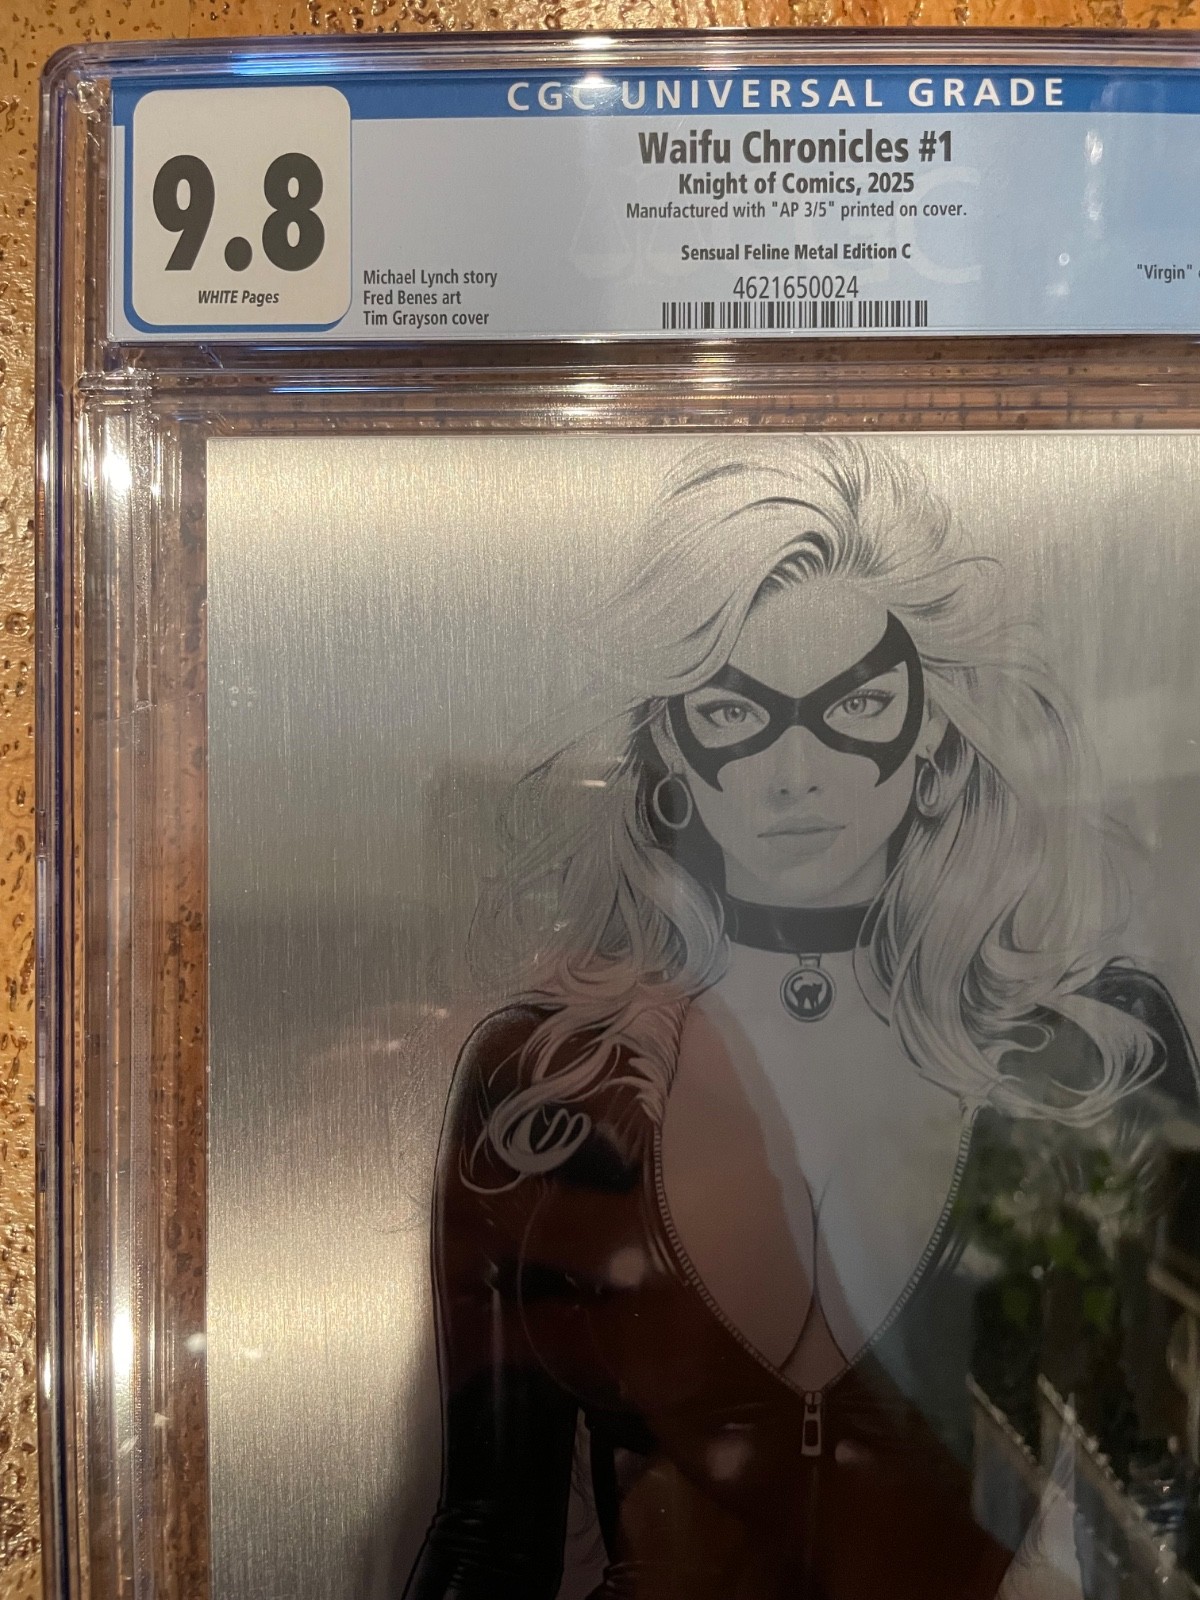 CGC UNIVERSAL GRADE
9.8
WHITE Pages
Waifu Chronicles #1
Knight of Comics, 2025
Manufactured with "AP 3/5" printed on cover.
Sensual Feline Metal Edition C
4621650024
Michael Lynch story
Fred Benes art
Tim Grayson cover
"Virgin"